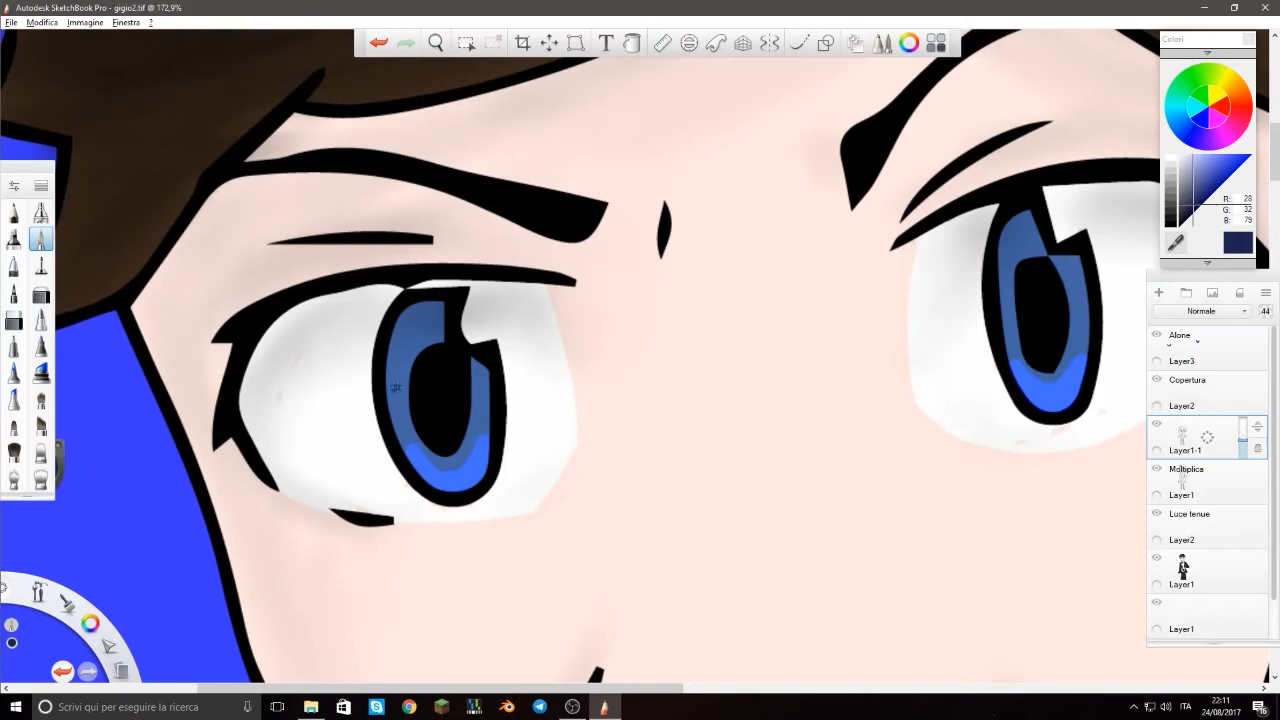 Autodesk SketchBook Pro - gigio2.tif @ 172,9%
File Modifica Immagine Finestra ?
T
Colori
R: 28
G: 32
B: 79
Normale 44
Alone
Layer3
Copertura
Layer2
Layer1-1
Moltiplica
Layer1
Luce tenue
Layer2
Layer1
Layer1
Scrivi qui per eseguire la ricerca
ITA
22:11
24/08/2017